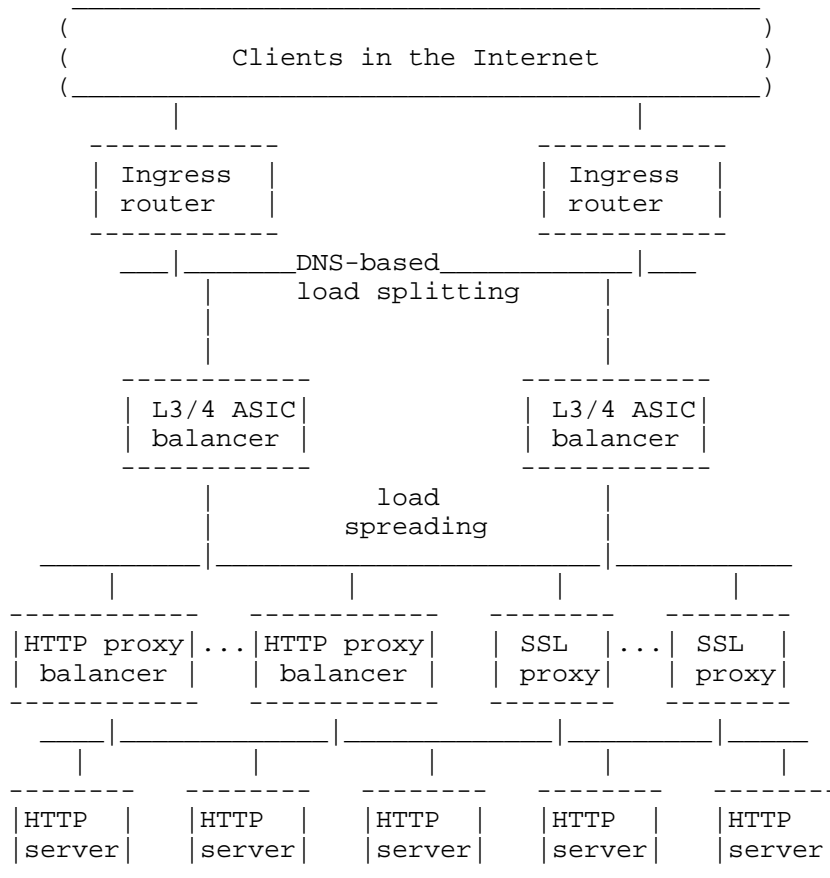 Clients in the Internet
Ingress router
Ingress router
DNS-based
load splitting
L3/4 ASIC balancer
L3/4 ASIC balancer
load
spreading
HTTP proxy balancer
...
HTTP proxy balancer
SSL proxy
...
SSL proxy
HTTP server
HTTP server
HTTP server
HTTP server
HTTP server